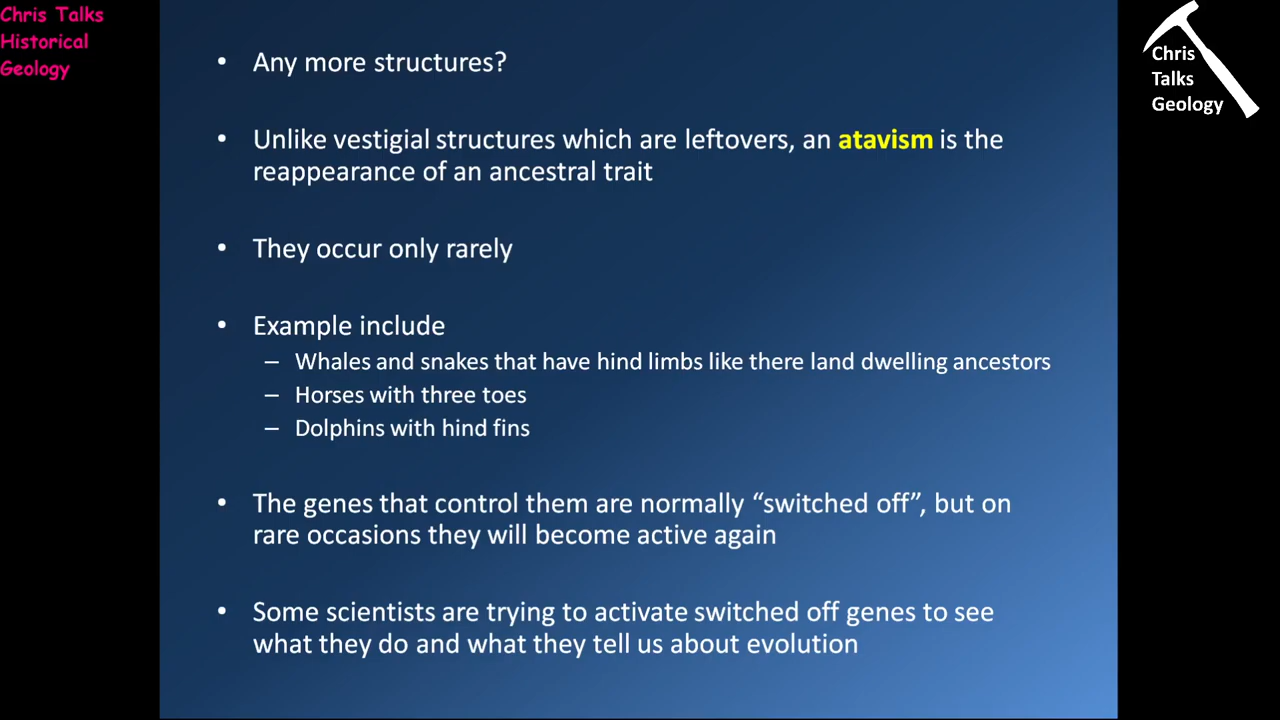 Chris Talks
Historical
Geology
Chris
Talks
Geology
• Any more structures?
• Unlike vestigial structures which are leftovers, an atavism is the
reappearance of an ancestral trait
• They occur only rarely
• Example include
– Whales and snakes that have hind limbs like there land dwelling ancestors
– Horses with three toes
– Dolphins with hind fins
• The genes that control them are normally “switched off”, but on
rare occasions they will become active again
• Some scientists are trying to activate switched off genes to see
what they do and what they tell us about evolution